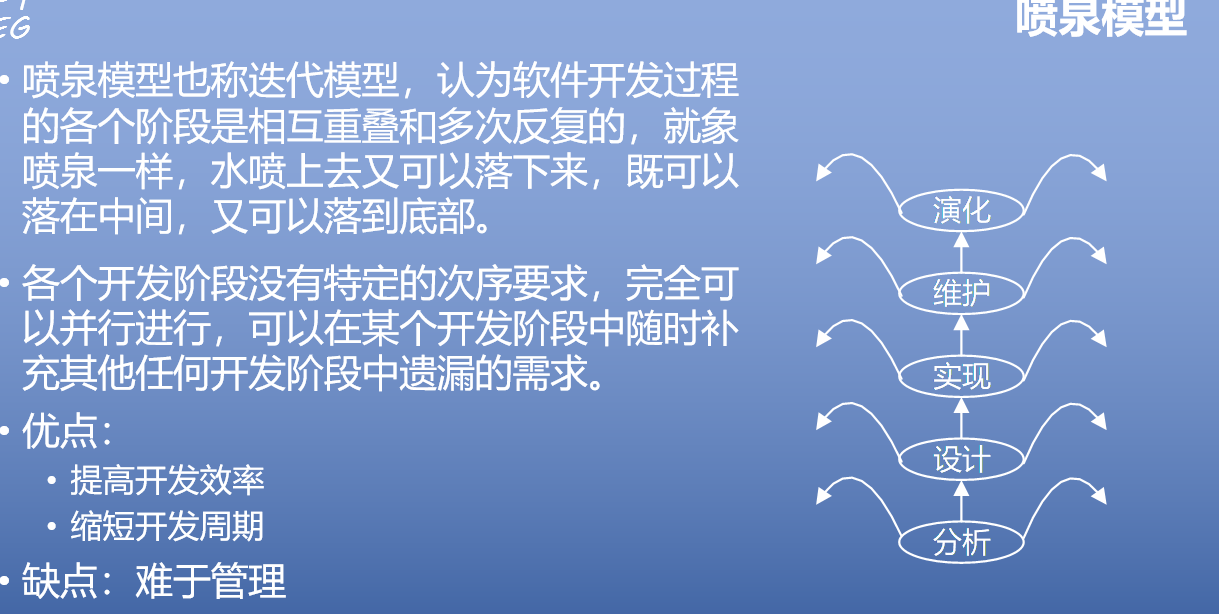 EG
喷泉模型
• 喷泉模型也称迭代模型，认为软件开发过程
的各个阶段是相互重叠和多次反复的，就象
喷泉一样，水喷上去又可以落下来，既可以
落在中间，又可以落到底部。
• 各个开发阶段没有特定的次序要求，完全可
以并行进行，可以在某个开发阶段中随时补
充其他任何开发阶段中遗漏的需求。
• 优点：
• 提高开发效率
• 缩短开发周期
• 缺点：难于管理
演化
维护
实现
设计
分析